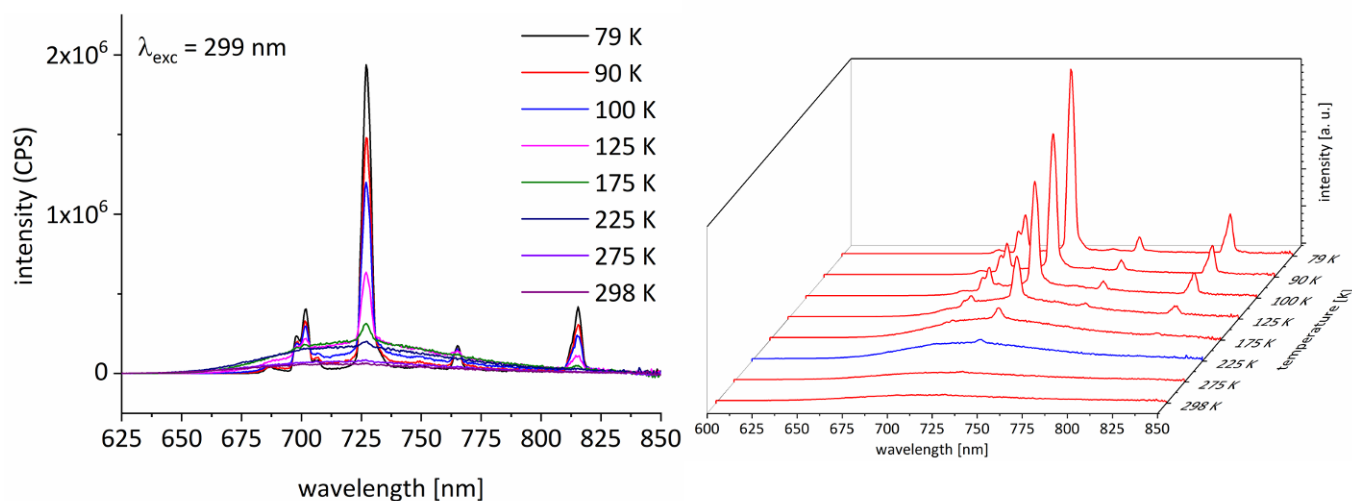 2x10⁶
λexc = 299 nm
79 K
90 K
100 K
125 K
175 K
225 K
275 K
298 K
1x10⁶
0
intensity (CPS)
625 650 675 700 725 750 775 800 825 850
wavelength [nm]
intensity [a. u.]
79 K
90 K
100 K
125 K
175 K
225 K
275 K
298 K
temperature [k]
600 625 650 675 700 725 750 775 800 825 850
wavelength [nm]